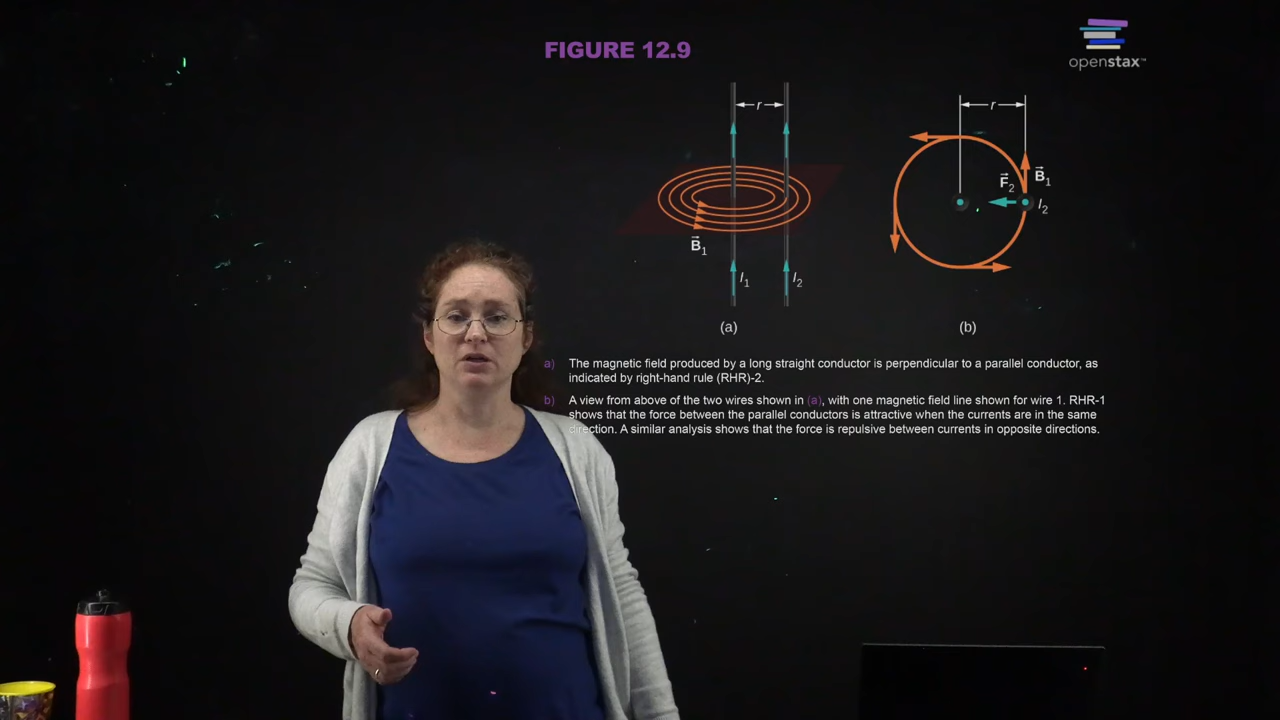 FIGURE 12.9
openstax™
r
B⃗₁
I₁
I₂
(a)
r
F⃗₂
B⃗₁
I₂
(b)
a) The magnetic field produced by a long straight conductor is perpendicular to a parallel conductor, as
indicated by right-hand rule (RHR)-2.
b) A view from above of the two wires shown in (a), with one magnetic field line shown for wire 1. RHR-1
shows that the force between the parallel conductors is attractive when the currents are in the same
direction. A similar analysis shows that the force is repulsive between currents in opposite directions.